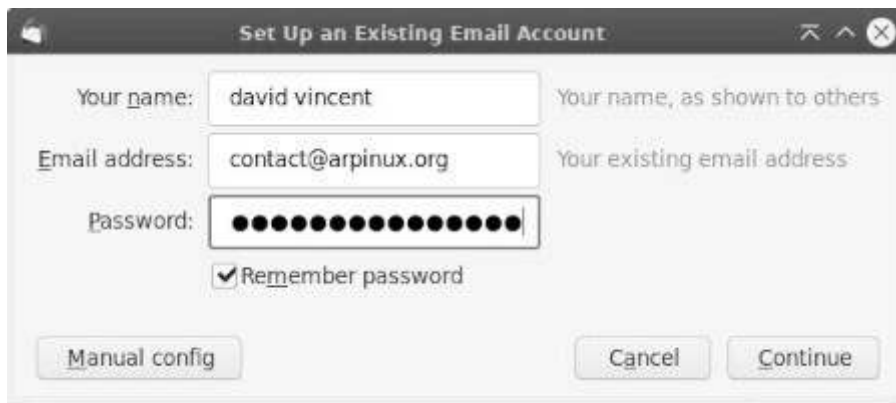 Set Up an Existing Email Account
Your name: david vincent Your name, as shown to others
Email address: contact@arpinux.org Your existing email address
Password: ●●●●●●●●●●●●●●●
Remember password
Manual config Cancel Continue